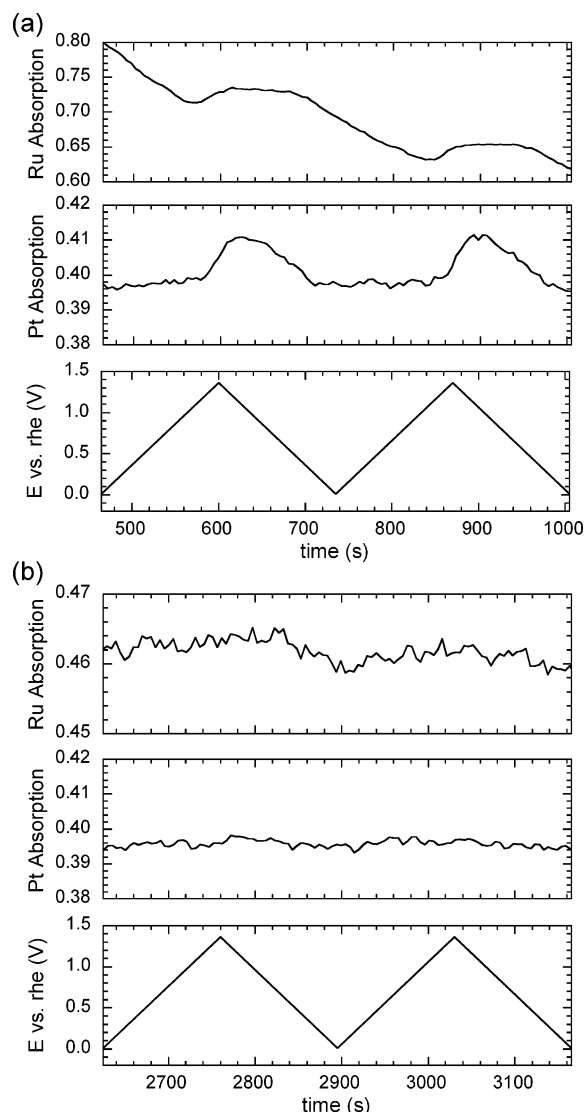 (a)
Ru Absorption
0.80
0.75
0.70
0.65
0.60
Pt Absorption
0.42
0.41
0.40
0.39
0.38
E vs. rhe (V)
1.5
1.0
0.5
0.0
500 600 700 800 900 1000
time (s)
(b)
Ru Absorption
0.47
0.46
0.45
Pt Absorption
0.42
0.41
0.40
0.39
0.38
E vs. rhe (V)
1.5
1.0
0.5
0.0
2700 2800 2900 3000 3100
time (s)